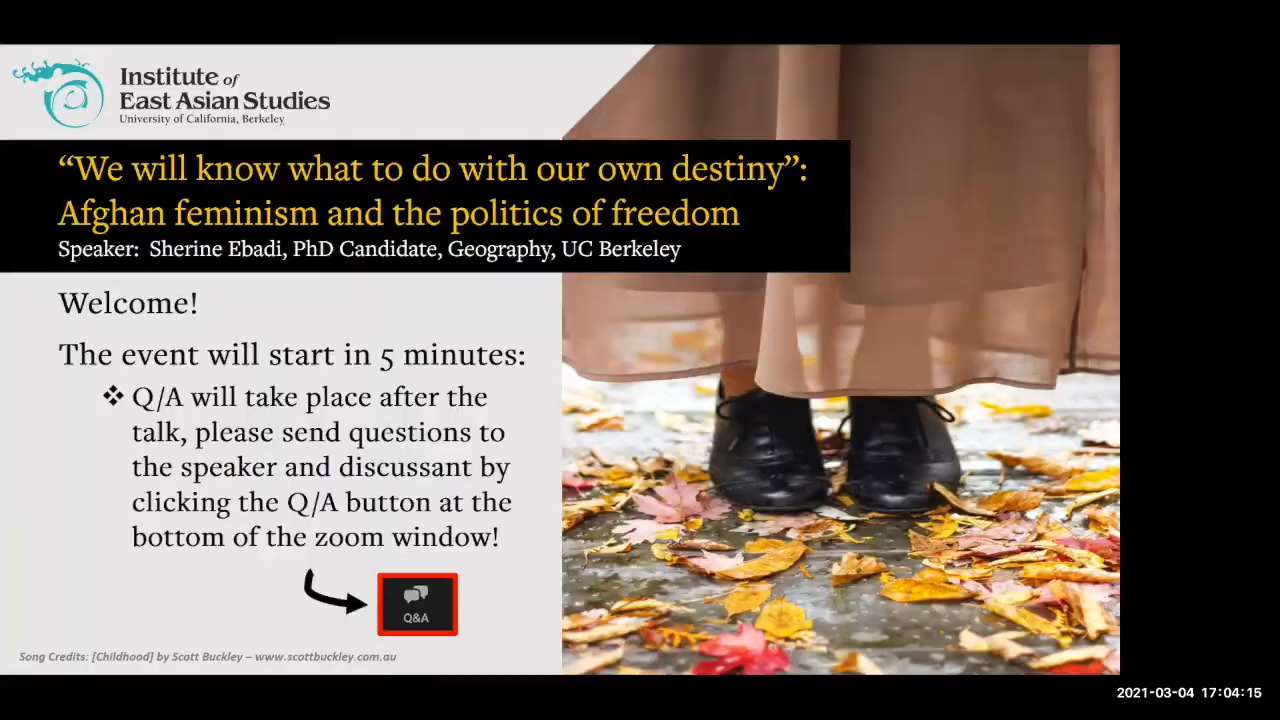 Institute of
East Asian Studies
University of California, Berkeley
“We will know what to do with our own destiny”:
Afghan feminism and the politics of freedom
Speaker: Sherine Ebadi, PhD Candidate, Geography, UC Berkeley
Welcome!
The event will start in 5 minutes:
❖ Q/A will take place after the
talk, please send questions to
the speaker and discussant by
clicking the Q/A button at the
bottom of the zoom window!
Q&A
Song Credits: [Childhood] by Scott Buckley – www.scottbuckley.com.au
2021-03-04 17:04:15